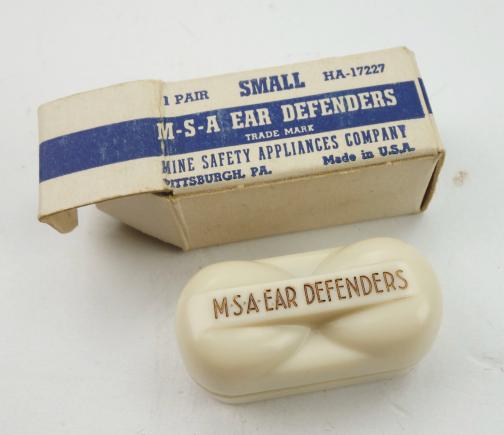 1 PAIR SMALL HA-17227
M-S-A EAR DEFENDERS
TRADE MARK
MINE SAFETY APPLIANCES COMPANY
PITTSBURGH, PA. Made in U.S.A.
M·S·A·EAR DEFENDERS